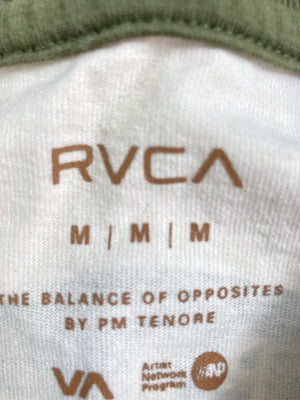 RVCA
M | M | M
THE BALANCE OF OPPOSITES
BY PM TENORE
VA
Artist
Network
Program
ANP